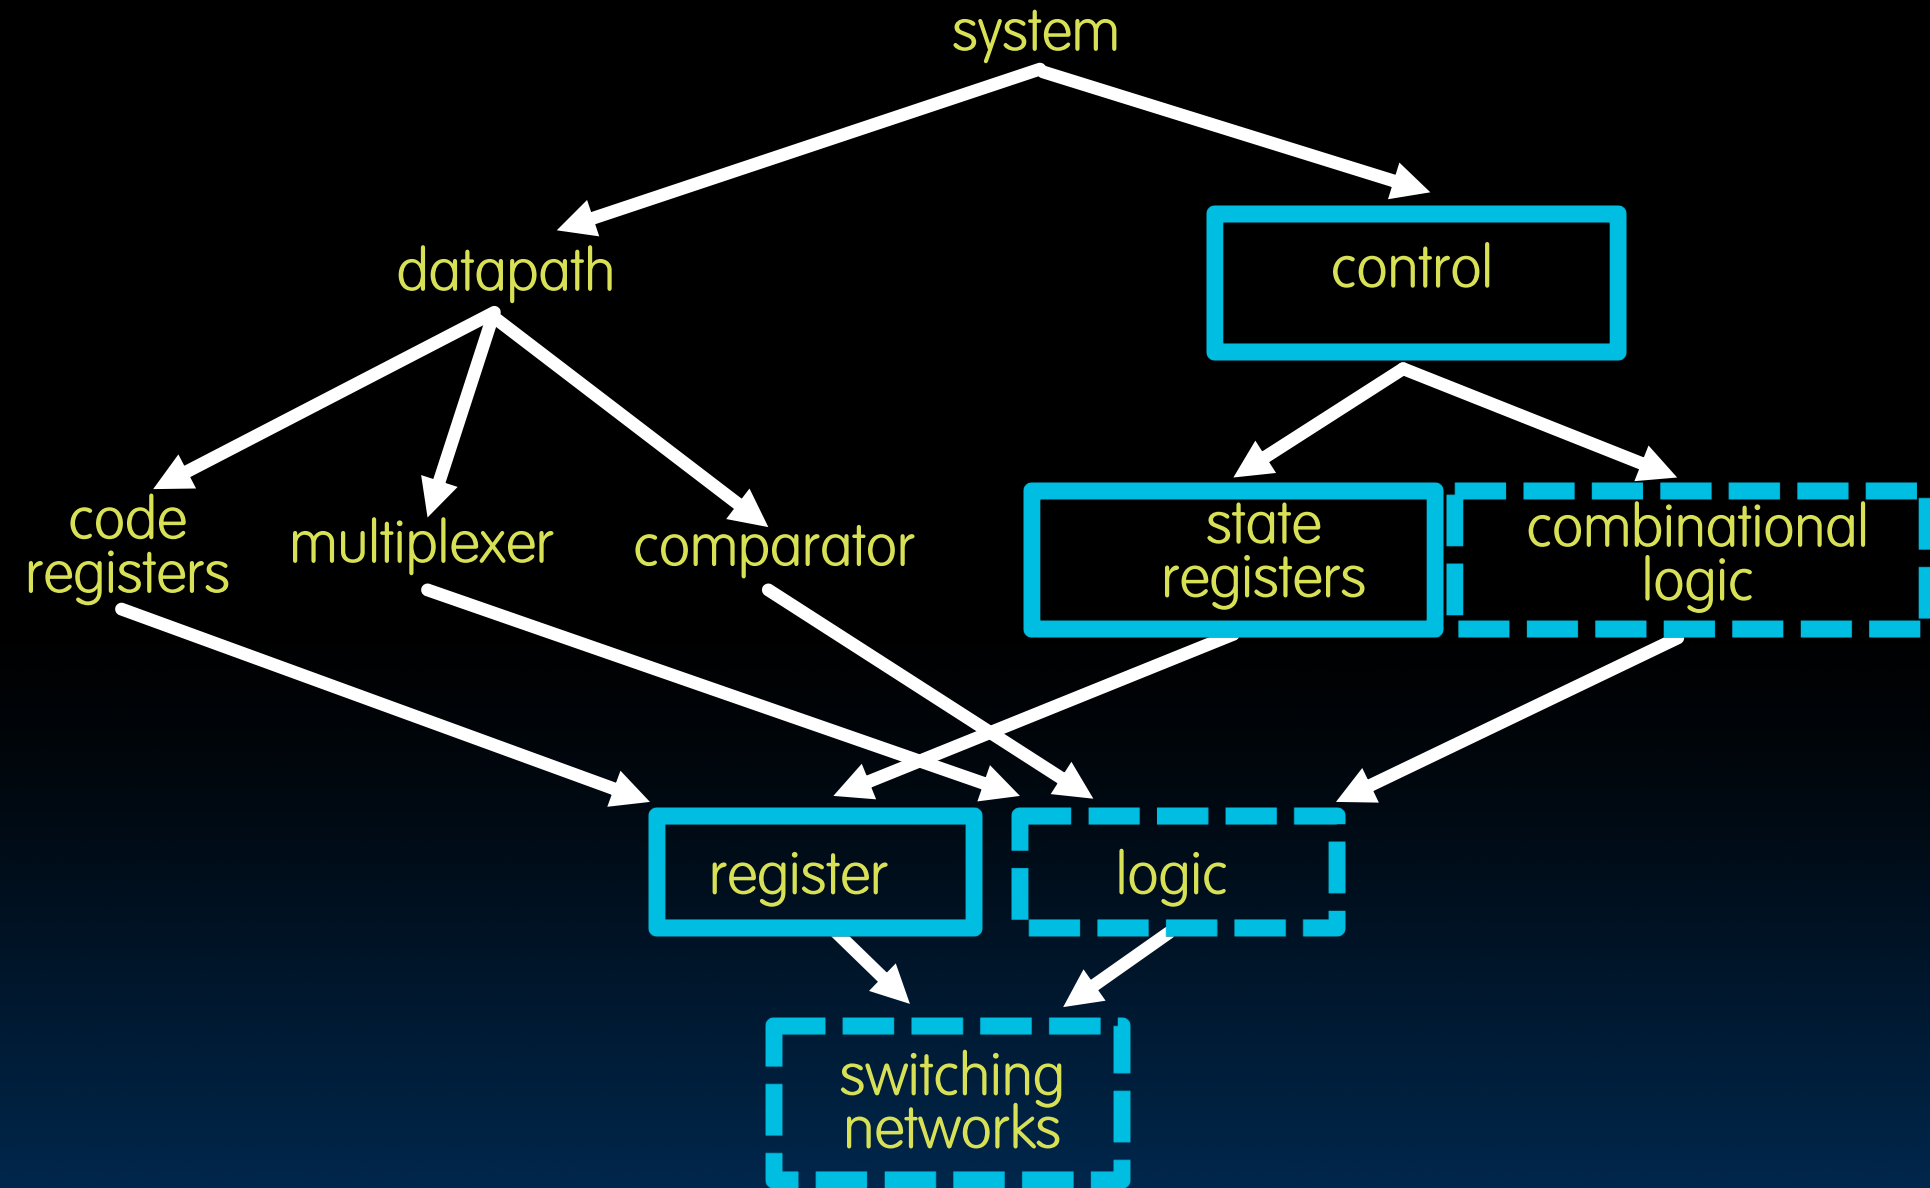 system
datapath
control
code
registers
multiplexer
comparator
state
registers
combinational
logic
register
logic
switching
networks